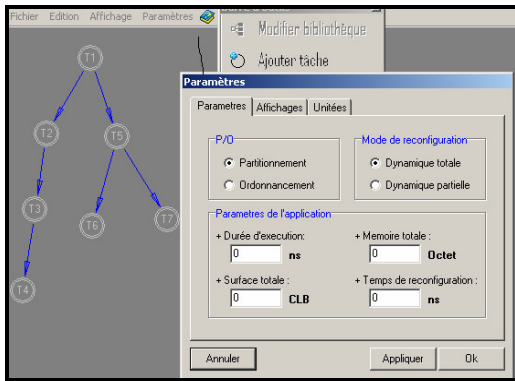 Fichier Edition Affichage Paramètres
Modifier bibliothèque
Ajouter tâche
T1
T2
T5
T3
T6
T7
T4
Paramètres
Parametres Affichages Unitées
P/O
Partitionnement
Ordonnancement
Mode de reconfiguration
Dynamique totale
Dynamique partielle
Parametres de l'application
+ Durée d'execution:
0 ns
+ Memoire totale :
0 Octet
+ Surface totale :
0 CLB
+ Temps de reconfiguration :
0 ns
Annuler Appliquer Ok